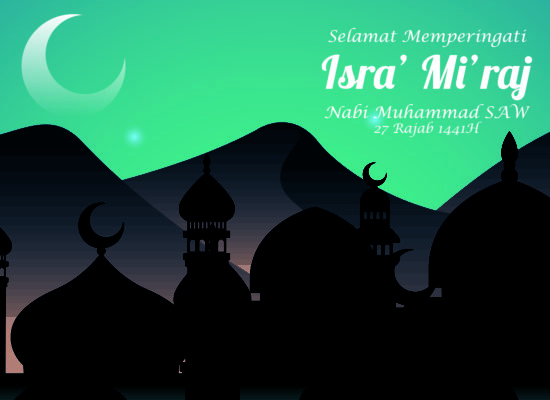 Selamat Memperingati
Isra' Mi'raj
Nabi Muhammad SAW
27 Rajab 1441H